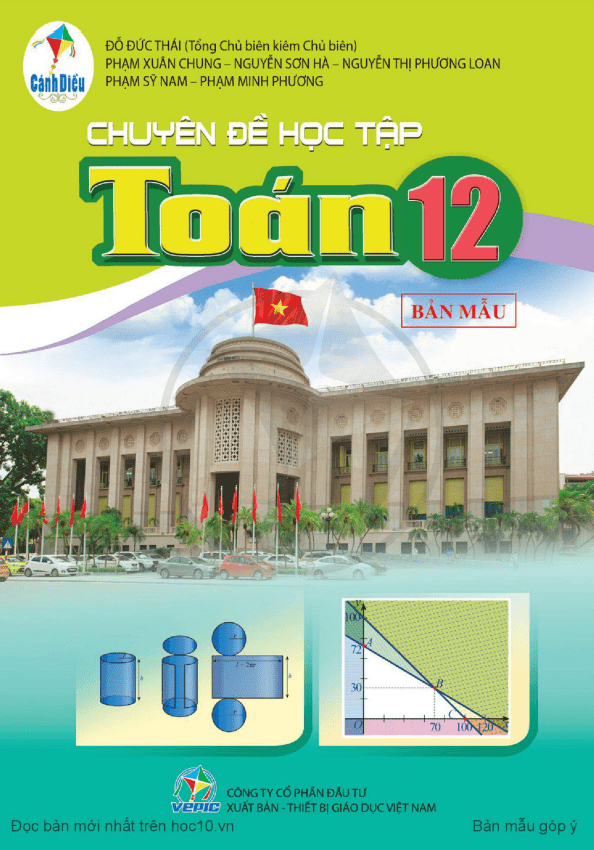 Cánh Diều
ĐỖ ĐỨC THÁI (Tổng Chủ biên kiêm Chủ biên)
PHẠM XUÂN CHUNG – NGUYỄN SƠN HÀ – NGUYỄN THỊ PHƯƠNG LOAN
PHẠM SỸ NAM – PHẠM MINH PHƯƠNG
CHUYÊN ĐỀ HỌC TẬP
Toán 12
BẢN MẪU
l = 2πr
h
h
y
100
A
72
30
B
C
O
70 100 120 x
VEPIC
CÔNG TY CỔ PHẦN ĐẦU TƯ
XUẤT BẢN - THIẾT BỊ GIÁO DỤC VIỆT NAM
Đọc bản mới nhất trên hoc10.vn
Bản mẫu góp ý